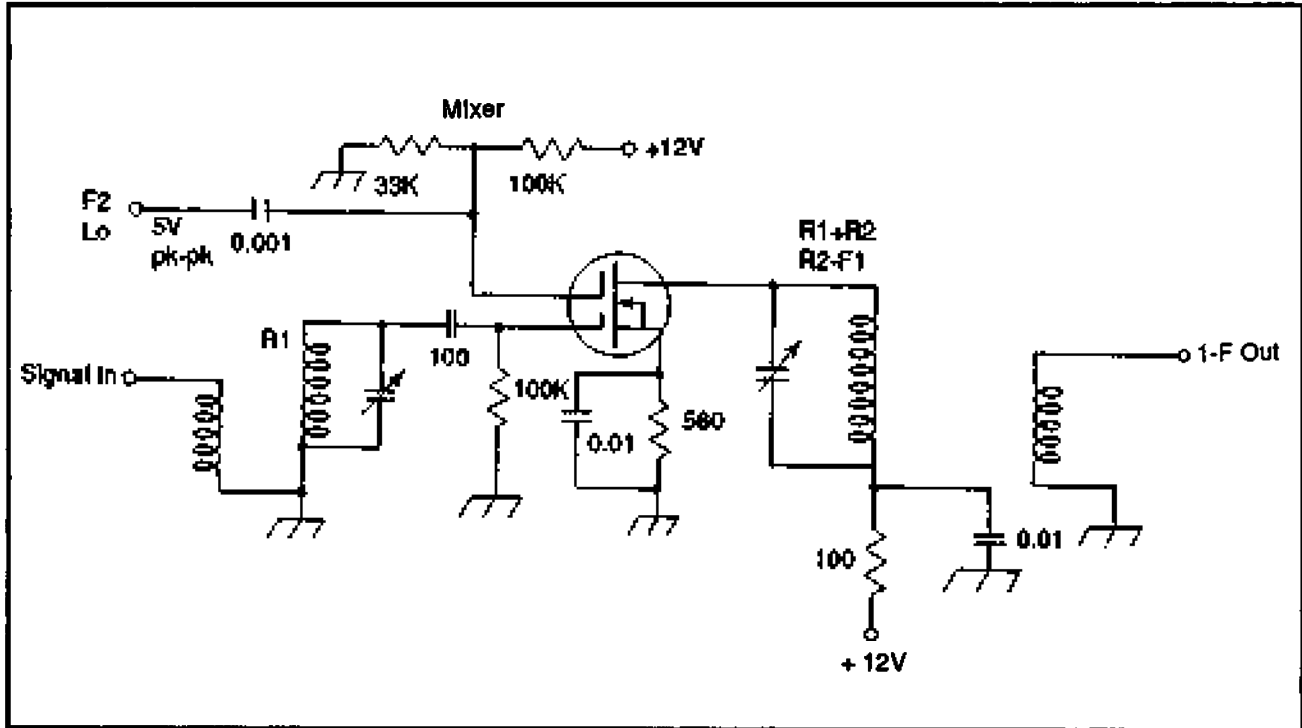 Mixer
+12V
33K
100K
F2
Lo
5V
pk-pk
0.001
R1+R2
R2-F1
R1
100
Signal In
100K
0.01
560
1-F Out
100
0.01
+ 12V